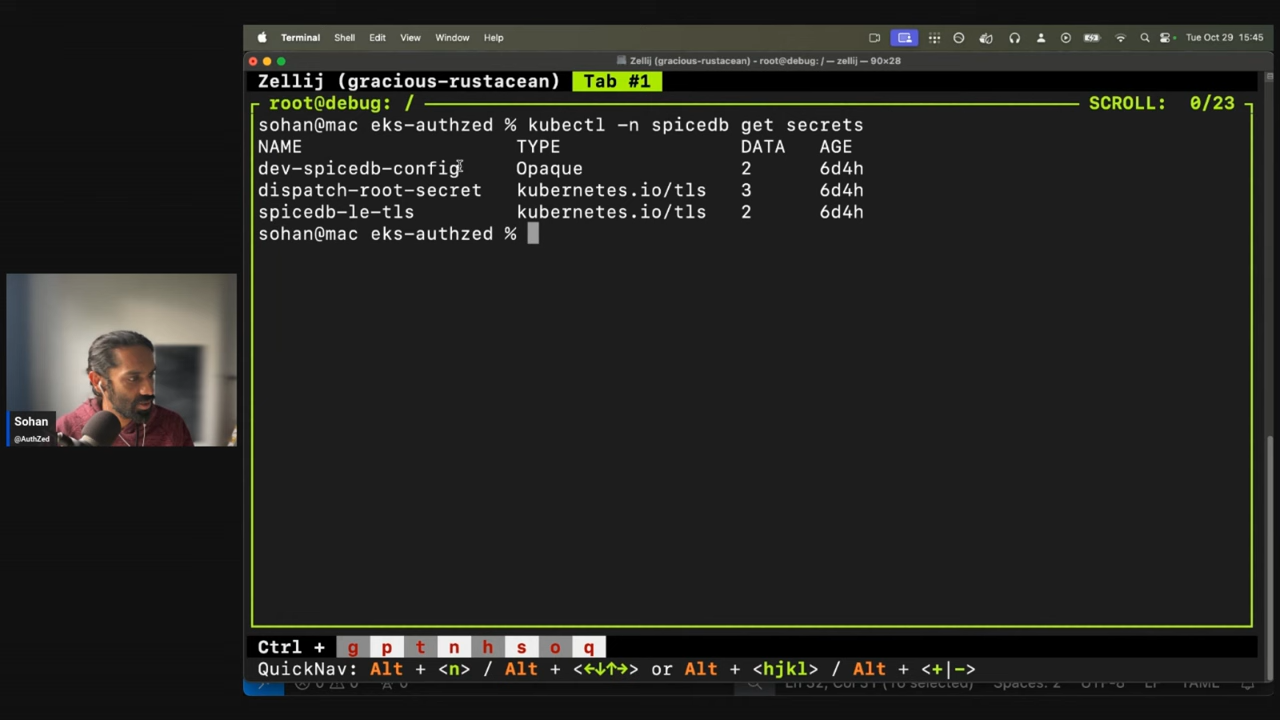 Terminal Shell Edit View Window Help Tue Oct 29 15:45
Zellij (gracious-rustacean) - root@debug: / — zellij — 90×28
Zellij (gracious-rustacean) Tab #1
root@debug: / SCROLL: 0/23
sohan@mac eks-authzed % kubectl -n spicedb get secrets
NAME TYPE DATA AGE
dev-spicedb-config Opaque 2 6d4h
dispatch-root-secret kubernetes.io/tls 3 6d4h
spicedb-le-tls kubernetes.io/tls 2 6d4h
sohan@mac eks-authzed %
Sohan
@AuthZed
Ctrl + g p t n h s o q
QuickNav: Alt + <n> / Alt + <←↓↑→> or Alt + <hjkl> / Alt + <+|->